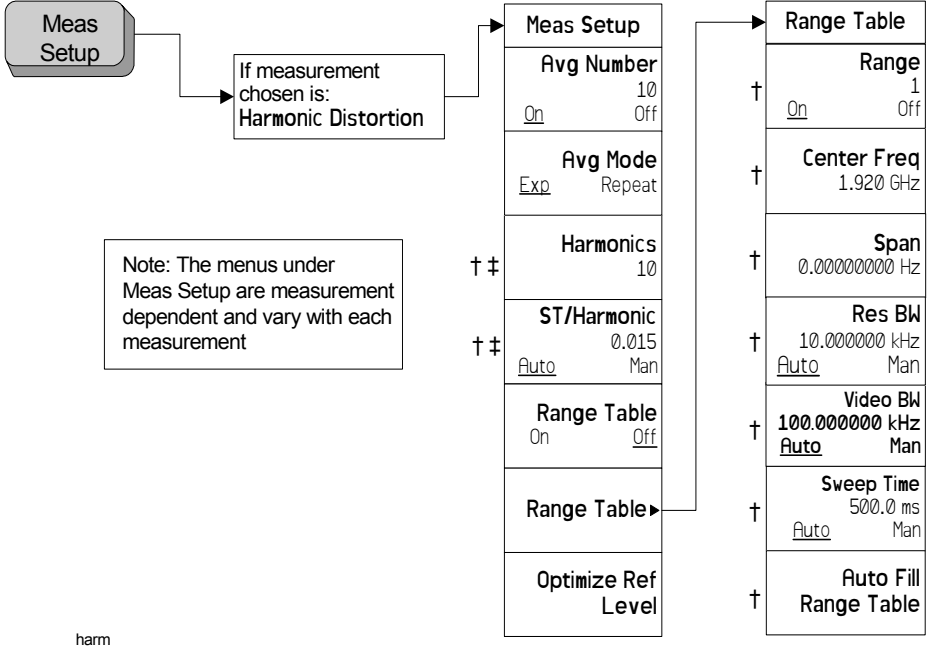 Meas
Setup
If measurement
chosen is:
Harmonic Distortion
Note: The menus under
Meas Setup are measurement
dependent and vary with each
measurement
Meas Setup
Avg Number
10
On Off
Avg Mode
Exp Repeat
† ‡ Harmonics
10
ST/Harmonic
† ‡ 0.015
Auto Man
Range Table
On Off
Range Table
Optimize Ref
Level
Range Table
Range
† 1
On Off
Center Freq
† 1.920 GHz
Span
† 0.00000000 Hz
Res BW
† 10.000000 kHz
Auto Man
Video BW
† 100.000000 kHz
Auto Man
Sweep Time
† 500.0 ms
Auto Man
Auto Fill
† Range Table
harm